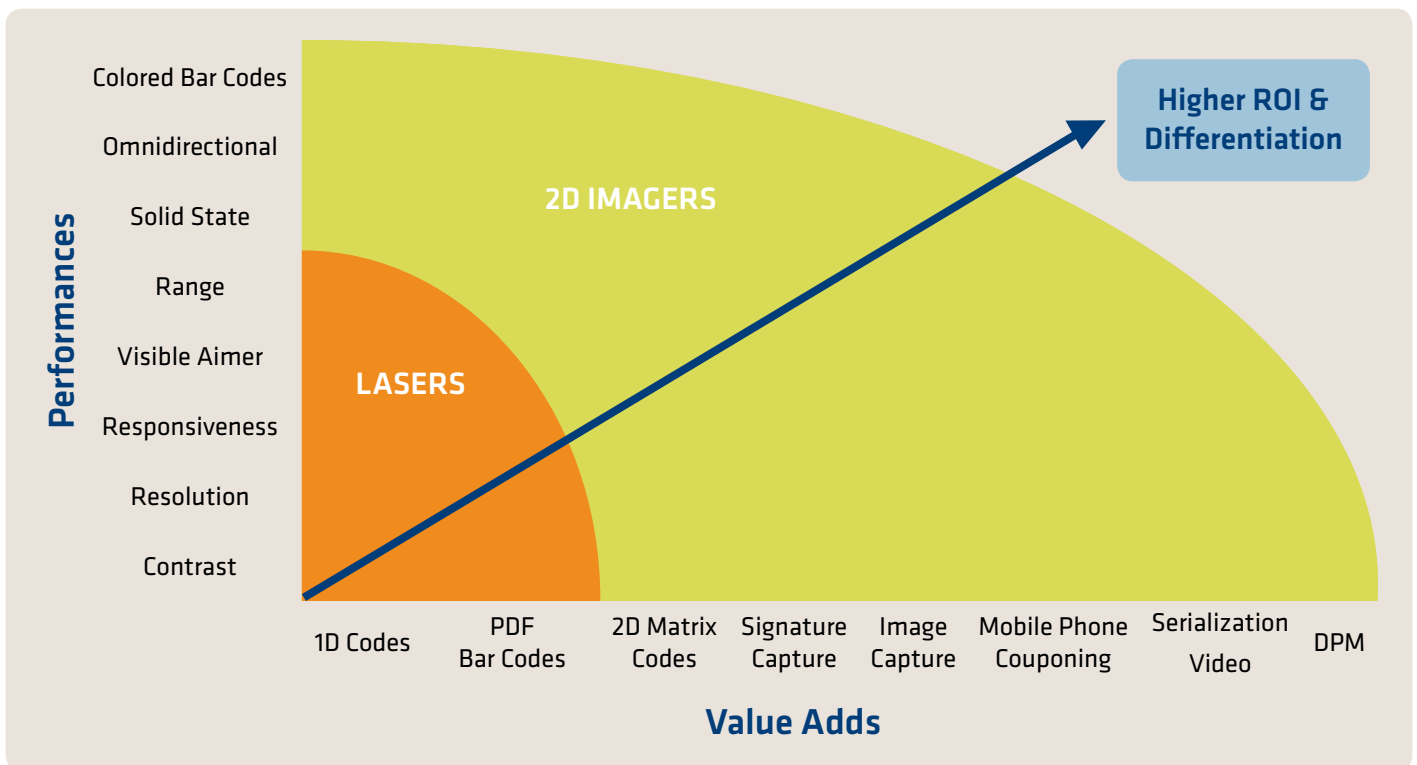 Colored Bar Codes
Omnidirectional
Solid State
Range
Visible Aimer
Responsiveness
Resolution
Contrast
Performances
2D IMAGERS
LASERS
Higher ROI &
Differentiation
1D Codes
PDF
Bar Codes
2D Matrix
Codes
Signature
Capture
Image
Capture
Mobile Phone
Couponing
Serialization
Video
DPM
Value Adds